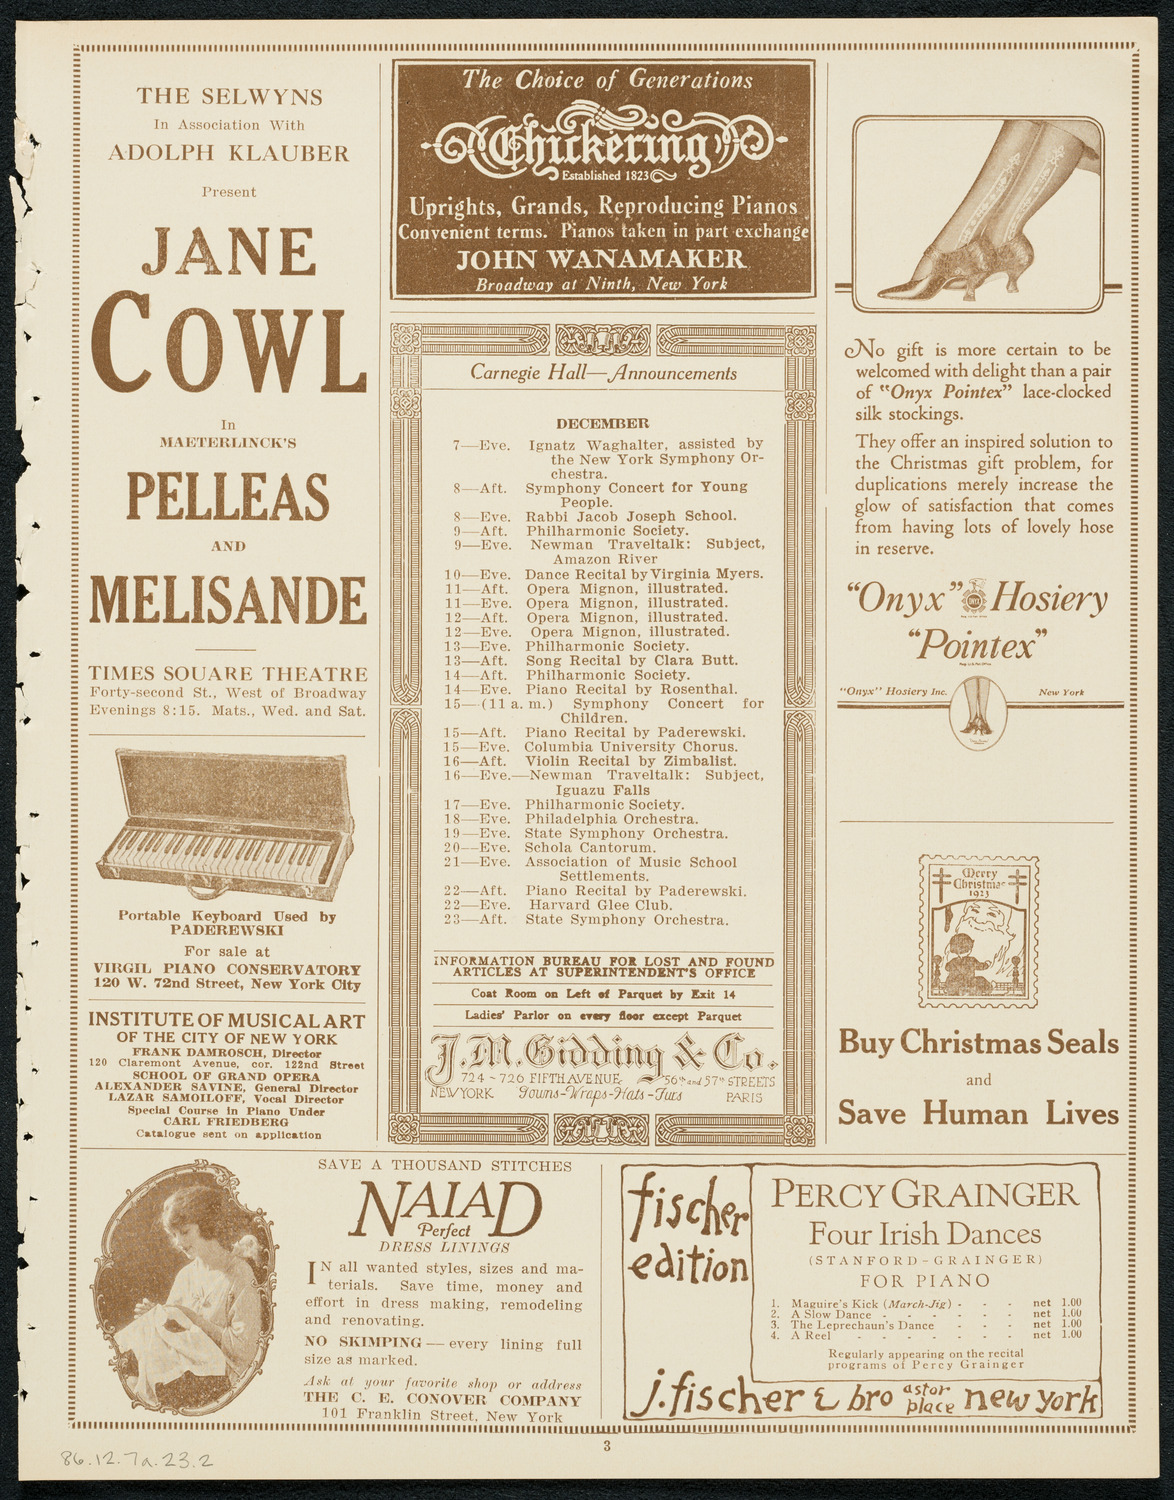 THE SELWYNS
In Association With
ADOLPH KLAUBER
Present
JANE
COWL
In
MAETERLINCK'S
PELLEAS
AND
MELISANDE
TIMES SQUARE THEATRE
Forty-second St., West of Broadway
Evenings 8:15. Mats., Wed. and Sat.
Portable Keyboard Used by
PADEREWSKI
For sale at
VIRGIL PIANO CONSERVATORY
120 W. 72nd Street, New York City
INSTITUTE OF MUSICAL ART
OF THE CITY OF NEW YORK
FRANK DAMROSCH, Director
120 Claremont Avenue, cor. 122nd Street
SCHOOL OF GRAND OPERA
ALEXANDER SAVINE, General Director
LAZAR SAMOILOFF, Vocal Director
Special Course in Piano Under
CARL FRIEDBERG
Catalogue sent on application
The Choice of Generations
Chickering
Established 1823
Uprights, Grands, Reproducing Pianos
Convenient terms. Pianos taken in part exchange
JOHN WANAMAKER
Broadway at Ninth, New York
Carnegie Hall—Announcements
DECEMBER
7—Eve. Ignatz Waghalter, assisted by
the New York Symphony Or-
chestra.
8—Aft. Symphony Concert for Young
People.
8—Eve. Rabbi Jacob Joseph School.
9—Aft. Philharmonic Society.
9—Eve. Newman Traveltalk: Subject,
Amazon River
10—Eve. Dance Recital by Virginia Myers.
11—Aft. Opera Mignon, illustrated.
11—Eve. Opera Mignon, illustrated.
12—Aft. Opera Mignon, illustrated.
12—Eve. Opera Mignon, illustrated.
13—Eve. Philharmonic Society.
13—Aft. Song Recital by Clara Butt.
14—Aft. Philharmonic Society.
14—Eve. Piano Recital by Rosenthal.
15—(11 a. m.) Symphony Concert for
Children.
15—Aft. Piano Recital by Paderewski.
15—Eve. Columbia University Chorus.
16—Aft. Violin Recital by Zimbalist.
16—Eve.—Newman Traveltalk: Subject,
Iguazu Falls
17—Eve. Philharmonic Society.
18—Eve. Philadelphia Orchestra.
19—Eve. State Symphony Orchestra.
20—Eve. Schola Cantorum.
21—Eve. Association of Music School
Settlements.
22—Aft. Piano Recital by Paderewski.
22—Eve. Harvard Glee Club.
23—Aft. State Symphony Orchestra.
INFORMATION BUREAU FOR LOST AND FOUND
ARTICLES AT SUPERINTENDENT'S OFFICE
Coat Room on Left of Parquet by Exit 14
Ladies' Parlor on every floor except Parquet
J.M. Gidding & Co.
724 - 726 FIFTH AVENUE - 56th and 57th STREETS
NEW YORK Gowns-Wraps-Hats-Furs PARIS
No gift is more certain to be
welcomed with delight than a pair
of "Onyx Pointex" lace-clocked
silk stockings.
They offer an inspired solution to
the Christmas gift problem, for
duplications merely increase the
glow of satisfaction that comes
from having lots of lovely hose
in reserve.
"Onyx" Hosiery
"Pointex"
"Onyx" Hosiery Inc. New York
Merry
Christmas
1923
Buy Christmas Seals
and
Save Human Lives
SAVE A THOUSAND STITCHES
NAIAD
Perfect
DRESS LININGS
IN all wanted styles, sizes and ma-
terials. Save time, money and
effort in dress making, remodeling
and renovating.
NO SKIMPING — every lining full
size as marked.
Ask at your favorite shop or address
THE C. E. CONOVER COMPANY
101 Franklin Street, New York
fischer
edition
PERCY GRAINGER
Four Irish Dances
(STANFORD-GRAINGER)
FOR PIANO
1. Maguire's Kick (March-Jig) - - - net 1.00
2. A Slow Dance - - - - - net 1.00
3. The Leprechaun's Dance - - - net 1.00
4. A Reel - - - - - - - net 1.00
Regularly appearing on the recital
programs of Percy Grainger
j. fischer & bro astor place new york
3
86.12.7a.23.2